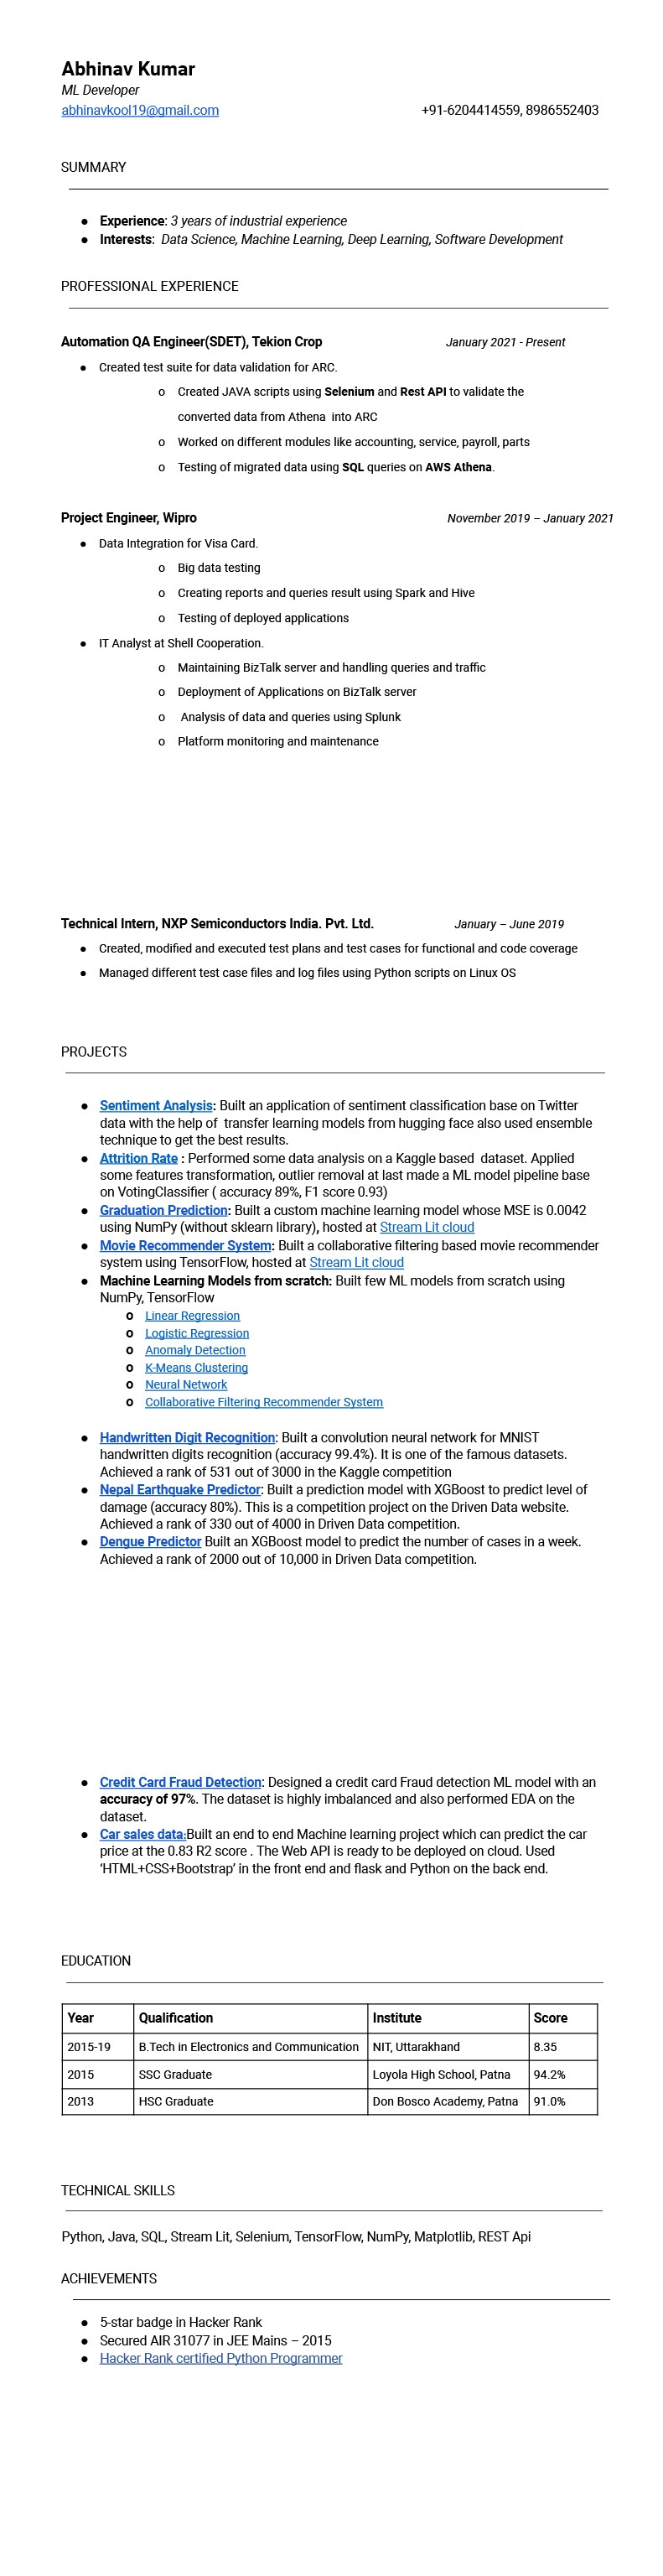 Abhinav Kumar
ML Developer
abhinavkool19@gmail.com +91-6204414559, 8986552403
SUMMARY
● Experience: 3 years of industrial experience
● Interests: Data Science, Machine Learning, Deep Learning, Software Development
PROFESSIONAL EXPERIENCE
Automation QA Engineer(SDET), Tekion Crop January 2021 - Present
● Created test suite for data validation for ARC.
o Created JAVA scripts using Selenium and Rest API to validate the
converted data from Athena into ARC
o Worked on different modules like accounting, service, payroll, parts
o Testing of migrated data using SQL queries on AWS Athena.
Project Engineer, Wipro November 2019 – January 2021
● Data Integration for Visa Card.
o Big data testing
o Creating reports and queries result using Spark and Hive
o Testing of deployed applications
● IT Analyst at Shell Cooperation.
o Maintaining BizTalk server and handling queries and traffic
o Deployment of Applications on BizTalk server
o Analysis of data and queries using Splunk
o Platform monitoring and maintenance
Technical Intern, NXP Semiconductors India. Pvt. Ltd. January – June 2019
● Created, modified and executed test plans and test cases for functional and code coverage
● Managed different test case files and log files using Python scripts on Linux OS
PROJECTS
● Sentiment Analysis: Built an application of sentiment classification base on Twitter
data with the help of transfer learning models from hugging face also used ensemble
technique to get the best results.
● Attrition Rate : Performed some data analysis on a Kaggle based dataset. Applied
some features transformation, outlier removal at last made a ML model pipeline base
on VotingClassifier ( accuracy 89%, F1 score 0.93)
● Graduation Prediction: Built a custom machine learning model whose MSE is 0.0042
using NumPy (without sklearn library), hosted at Stream Lit cloud
● Movie Recommender System: Built a collaborative filtering based movie recommender
system using TensorFlow, hosted at Stream Lit cloud
● Machine Learning Models from scratch: Built few ML models from scratch using
NumPy, TensorFlow
o Linear Regression
o Logistic Regression
o Anomaly Detection
o K-Means Clustering
o Neural Network
o Collaborative Filtering Recommender System
● Handwritten Digit Recognition: Built a convolution neural network for MNIST
handwritten digits recognition (accuracy 99.4%). It is one of the famous datasets.
Achieved a rank of 531 out of 3000 in the Kaggle competition
● Nepal Earthquake Predictor: Built a prediction model with XGBoost to predict level of
damage (accuracy 80%). This is a competition project on the Driven Data website.
Achieved a rank of 330 out of 4000 in Driven Data competition.
● Dengue Predictor Built an XGBoost model to predict the number of cases in a week.
Achieved a rank of 2000 out of 10,000 in Driven Data competition.
● Credit Card Fraud Detection: Designed a credit card Fraud detection ML model with an
accuracy of 97%. The dataset is highly imbalanced and also performed EDA on the
dataset.
● Car sales data:Built an end to end Machine learning project which can predict the car
price at the 0.83 R2 score . The Web API is ready to be deployed on cloud. Used
‘HTML+CSS+Bootstrap’ in the front end and flask and Python on the back end.
EDUCATION
Year Qualification Institute Score
2015-19 B.Tech in Electronics and Communication NIT, Uttarakhand 8.35
2015 SSC Graduate Loyola High School, Patna 94.2%
2013 HSC Graduate Don Bosco Academy, Patna 91.0%
TECHNICAL SKILLS
Python, Java, SQL, Stream Lit, Selenium, TensorFlow, NumPy, Matplotlib, REST Api
ACHIEVEMENTS
● 5-star badge in Hacker Rank
● Secured AIR 31077 in JEE Mains – 2015
● Hacker Rank certified Python Programmer